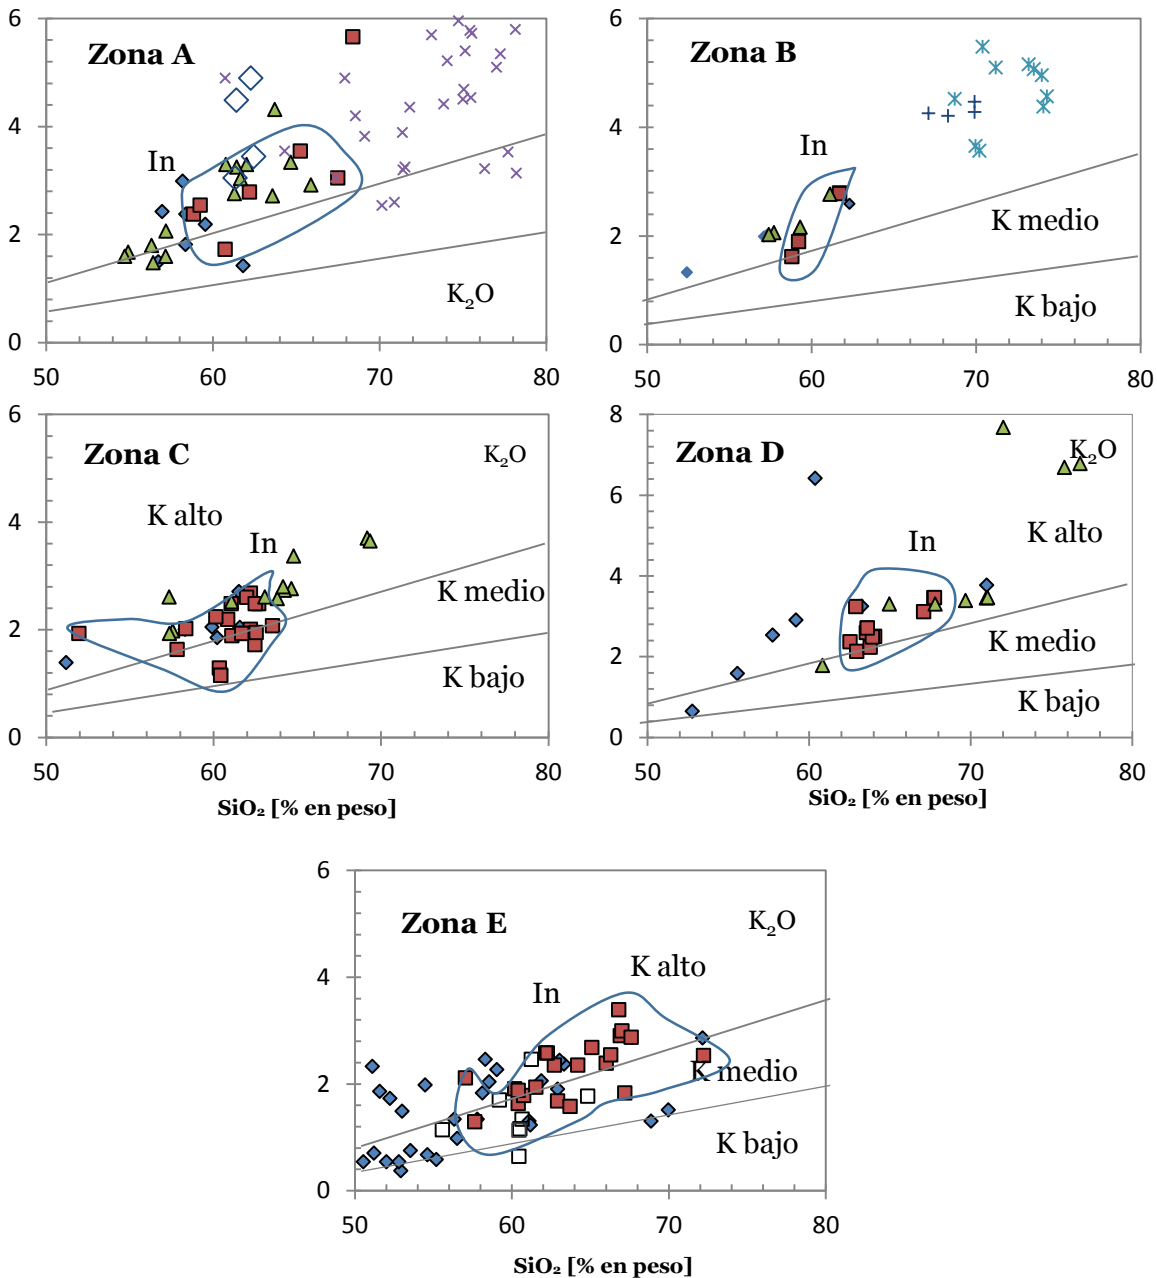 6
4
2
0
Zona A
In
K₂O
50
60
70
80
6
4
2
0
Zona B
In
K medio
K bajo
50
60
70
80
6
4
2
0
Zona C
K₂O
K alto
In
K medio
K bajo
50
60
70
80
SiO₂ [% en peso]
8
6
4
2
0
Zona D
K₂O
K alto
In
K medio
K bajo
50
60
70
80
SiO₂ [% en peso]
6
4
2
0
Zona E
K₂O
K alto
In
K medio
K bajo
50
60
70
80
SiO₂ [% en peso]